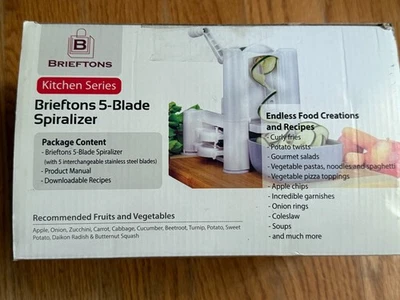 B
BRIEFTONS
Kitchen Series
Brieftons 5-Blade
Spiralizer
Package Content
- Brieftons 5-Blade Spiralizer
(with 5 interchangeable stainless steel blades)
- Product Manual
- Downloadable Recipes
Endless Food Creations
and Recipes
- Curly fries
- Potato twists
- Gourmet salads
- Vegetable pastas, noodles and spaghetti
- Vegetable pizza toppings
- Apple chips
- Incredible garnishes
- Onion rings
- Coleslaw
- Soups
- and much more
Recommended Fruits and Vegetables
Apple, Onion, Zucchini, Carrot, Cabbage, Cucumber, Beetroot, Turnip, Potato, Sweet
Potato, Daikon Radish & Butternut Squash